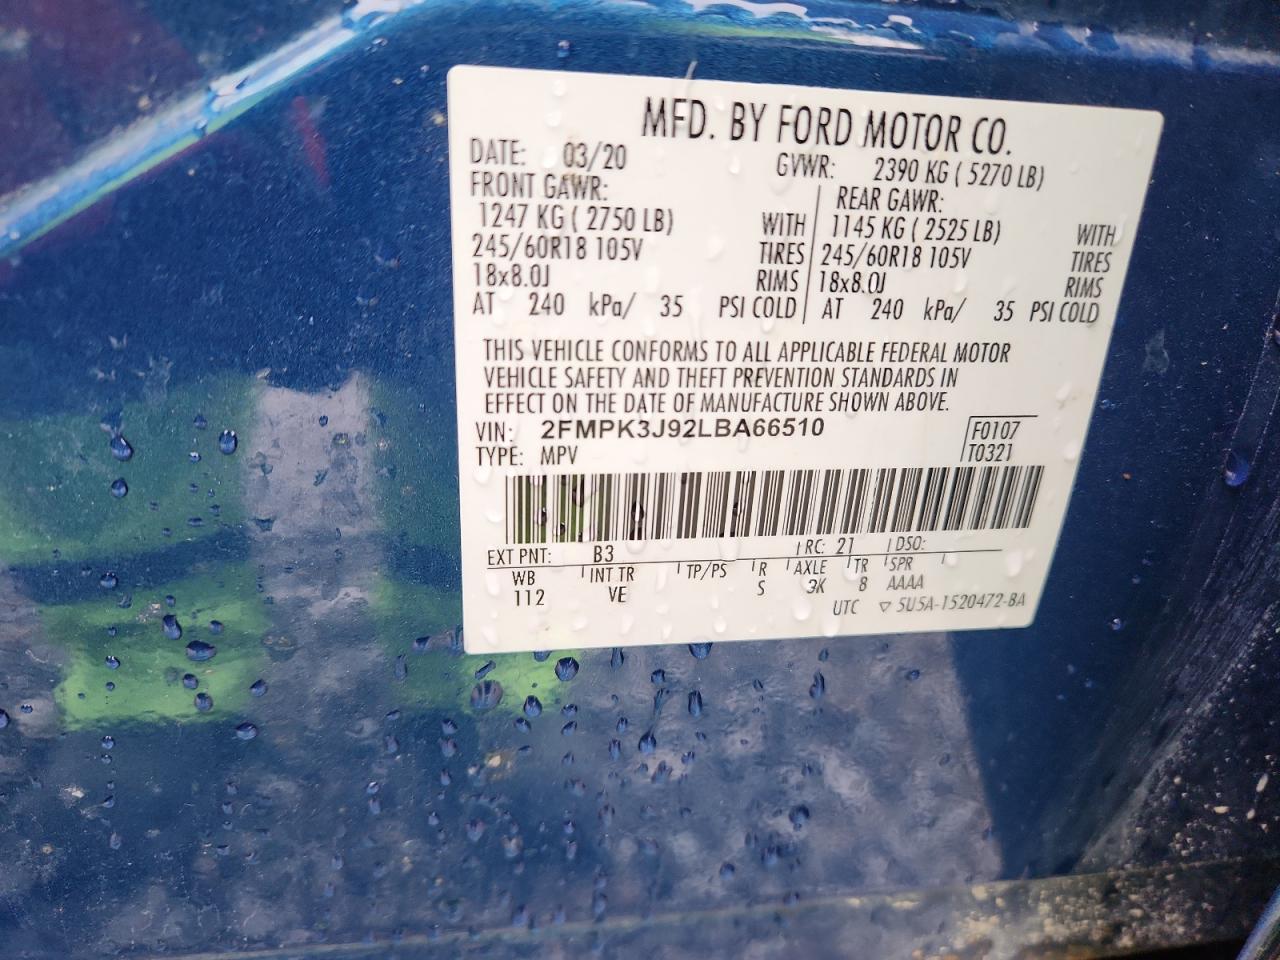 MFD. BY FORD MOTOR CO.
DATE: 03/20 GVWR: 2390 KG ( 5270 LB)
FRONT GAWR: REAR GAWR:
1247 KG ( 2750 LB) WITH 1145 KG ( 2525 LB) WITH
245/60R18 105V TIRES 245/60R18 105V TIRES
18x8.0J RIMS 18x8.0J RIMS
AT 240 kPa/ 35 PSI COLD AT 240 kPa/ 35 PSI COLD
THIS VEHICLE CONFORMS TO ALL APPLICABLE FEDERAL MOTOR
VEHICLE SAFETY AND THEFT PREVENTION STANDARDS IN
EFFECT ON THE DATE OF MANUFACTURE SHOWN ABOVE.
VIN: 2FMPK3J92LBA66510 F0107
TYPE: MPV T0321
EXT PNT: B3 RC: 21 DSO:
WB INT TR TP/PS R AXLE TR SPR
112 VE S 3K 8 AAAA
UTC ▽ 5U5A-1520472-BA